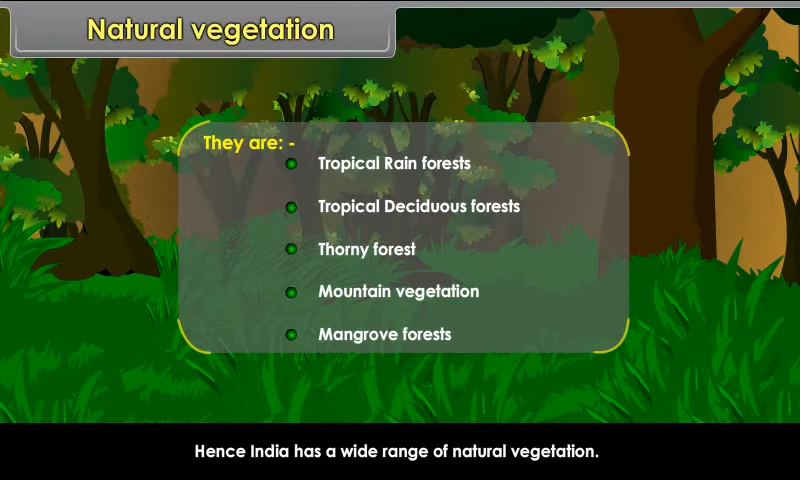 Natural vegetation
They are: -
Tropical Rain forests
Tropical Deciduous forests
Thorny forest
Mountain vegetation
Mangrove forests
Hence India has a wide range of natural vegetation.